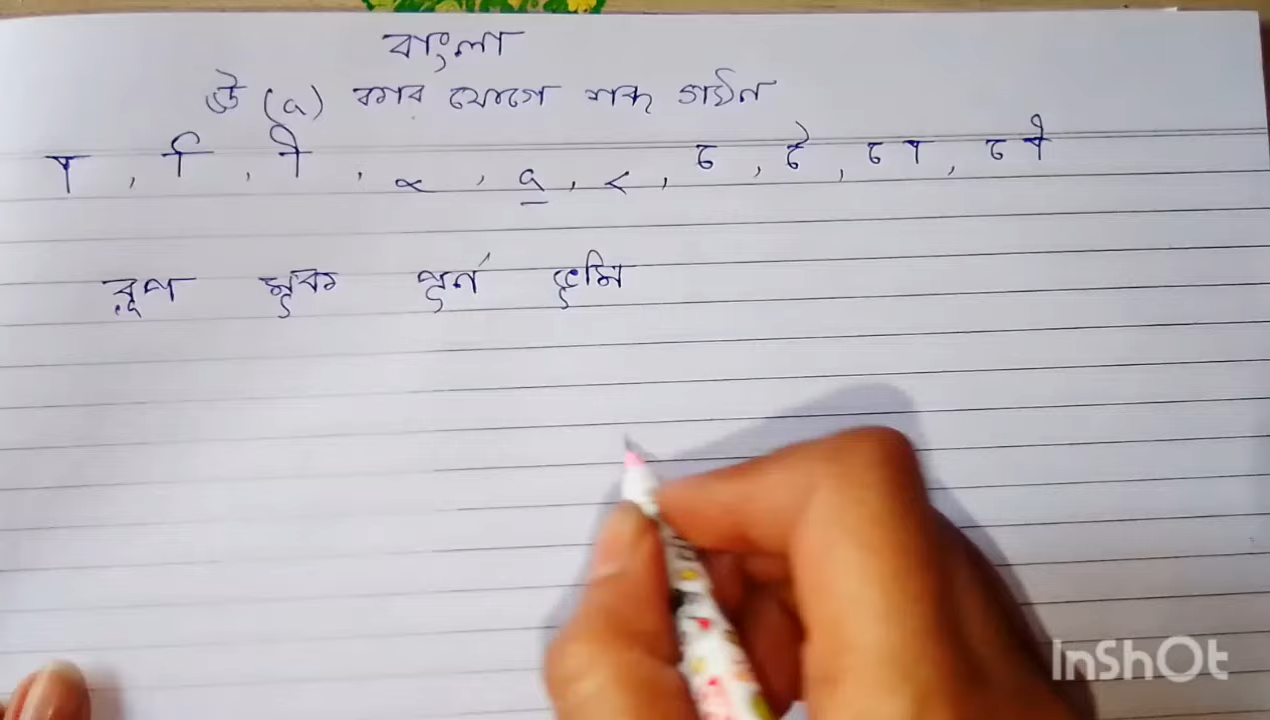 বাংলা
ঊ (ূ) কার যোগে শব্দ গঠন
া , ি , ী , ু , ূ , ৃ , ে , ৈ , ো , ৌ
রূপ মূক পূর্ন ভূমি
InShOt